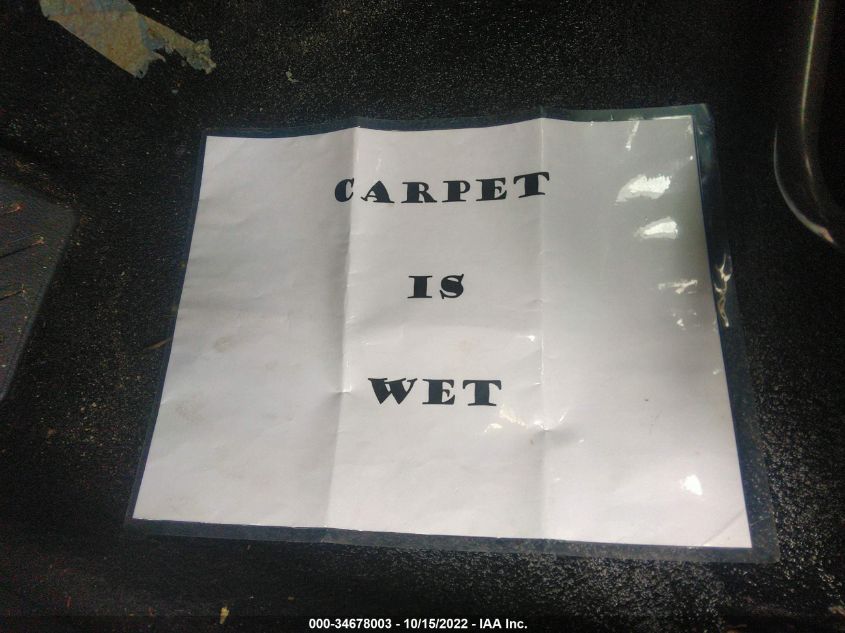 CARPET
IS
WET
000-34678003 - 10/15/2022 - IAA Inc.